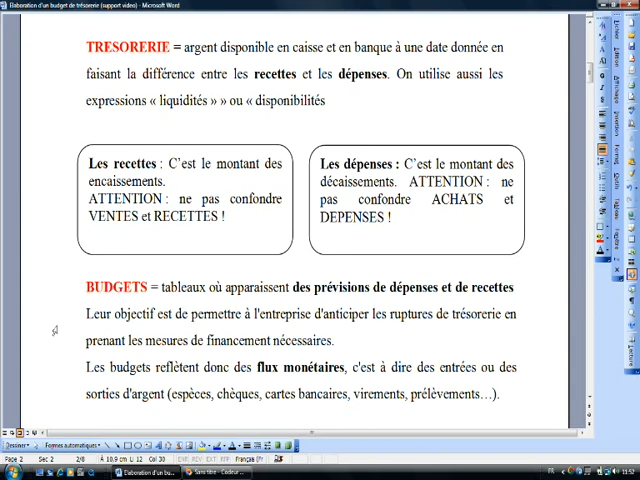 Elaboration d'un budget de trésorerie (support video) - Microsoft Word
TRESORERIE = argent disponible en caisse et en banque à une date donnée en
faisant la différence entre les recettes et les dépenses. On utilise aussi les
expressions « liquidités » » ou « disponibilités
Les recettes : C'est le montant des
encaissements.
ATTENTION : ne pas confondre
VENTES et RECETTES !
Les dépenses : C'est le montant des
décaissements. ATTENTION : ne
pas confondre ACHATS et
DEPENSES !
BUDGETS = tableaux où apparaissent des prévisions de dépenses et de recettes
Leur objectif est de permettre à l'entreprise d'anticiper les ruptures de trésorerie en
prenant les mesures de financement nécessaires.
Les budgets reflètent donc des flux monétaires, c'est à dire des entrées ou des
sorties d'argent (espèces, chèques, cartes bancaires, virements, prélèvements…).
Dessiner Formes automatiques
Page 2 Sec 2 2/8 À 10,9 cm Li 12 Col 38 ENR REV EXT RFP Français (Fr
Elaboration d'un bu... Sans titre - Codeur ... FR 11:52